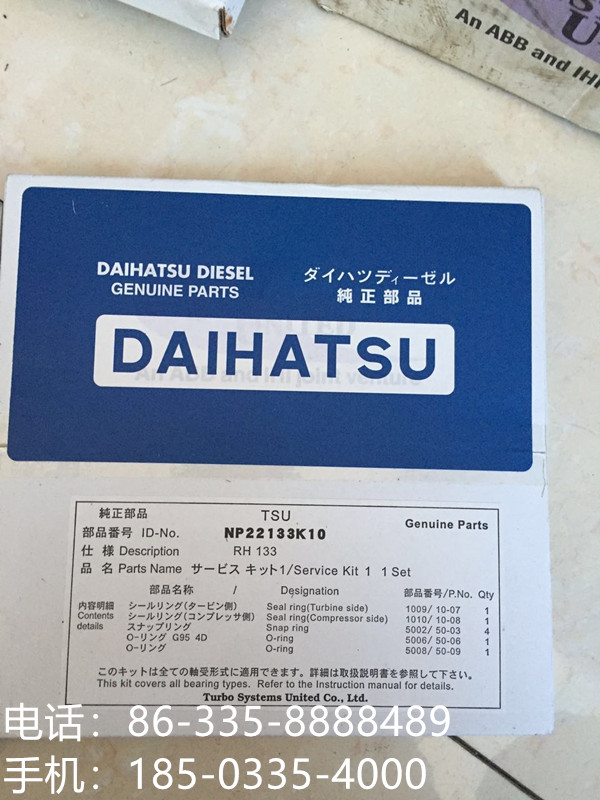 An ABB and IHI
DAIHATSU DIESEL
GENUINE PARTS
ダイハツディーゼル
純正部品
DAIHATSU
An ABB and IHI joint venture
純正部品
TSU
Genuine Parts
部品番号 ID-No. NP22133K10
仕 様 Description RH 133
品 名 Parts Name サービス キット1/Service Kit 1 1 Set
部品名称 / Designation 部品番号/P.No. Qty
内容明細
Contents
details
シールリング(タービン側) Seal ring(Turbine side) 1009/ 10-07 1
シールリング(コンプレッサ側) Seal ring(Compressor side) 1010/ 10-08 1
スナップリング Snap ring 5002/ 50-03 4
O-リング G95 4D O-ring 5006/ 50-06 1
O-リング O-ring 5008/ 50-09 1
このキットは全ての軸受形式に適用できます。詳細は取扱説明書を参照して下さい。
This kit covers all bearing types. Refer to the Instruction manual for details.
Turbo Systems United Co., Ltd.
电话：86-335-8888489
手机：185-0335-4000